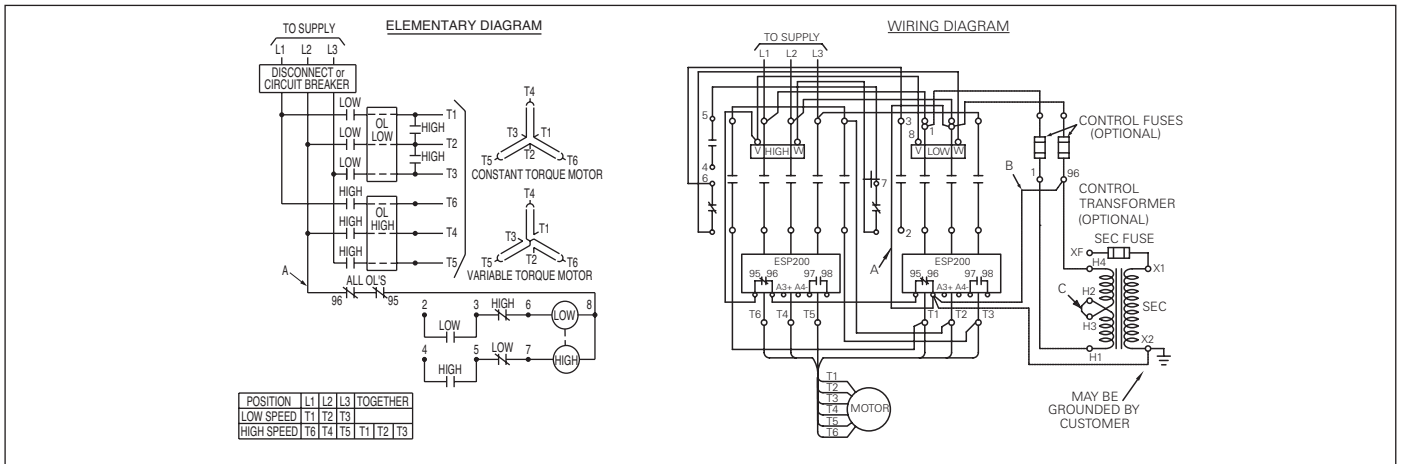 ELEMENTARY DIAGRAM
TO SUPPLY
L1 L2 L3
DISCONNECT or
CIRCUIT BREAKER
LOW
LOW
LOW
OL
LOW
T1
HIGH
T2
HIGH
T3
HIGH
HIGH
HIGH
OL
HIGH
T6
T4
T5
T4
T3 T1
T2
T5 T6
CONSTANT TORQUE MOTOR
T4
T3 T1
T2
T5 T6
VARIABLE TORQUE MOTOR
A
ALL OL'S
96 95
2 3 HIGH 6 LOW 8
LOW
4 5 LOW 7 HIGH
HIGH
POSITION L1 L2 L3 TOGETHER
LOW SPEED T1 T2 T3
HIGH SPEED T6 T4 T5 T1 T2 T3
WIRING DIAGRAM
TO SUPPLY
L1 L2 L3
5
4
6
V HIGH W
7
3
8
1
V LOW W
2
A
ESP200
95 96 97 98
A3+ A4-
ESP200
95 96 97 98
A3+ A4-
T6 T4 T5
T1 T2 T3
T1
T2
T3
T4
T5
T6
MOTOR
CONTROL FUSES
(OPTIONAL)
B
1 96
CONTROL
TRANSFORMER
(OPTIONAL)
SEC FUSE
XF
H4 X1
H2
C
SEC
H3
X2
H1
MAY BE
GROUNDED BY
CUSTOMER